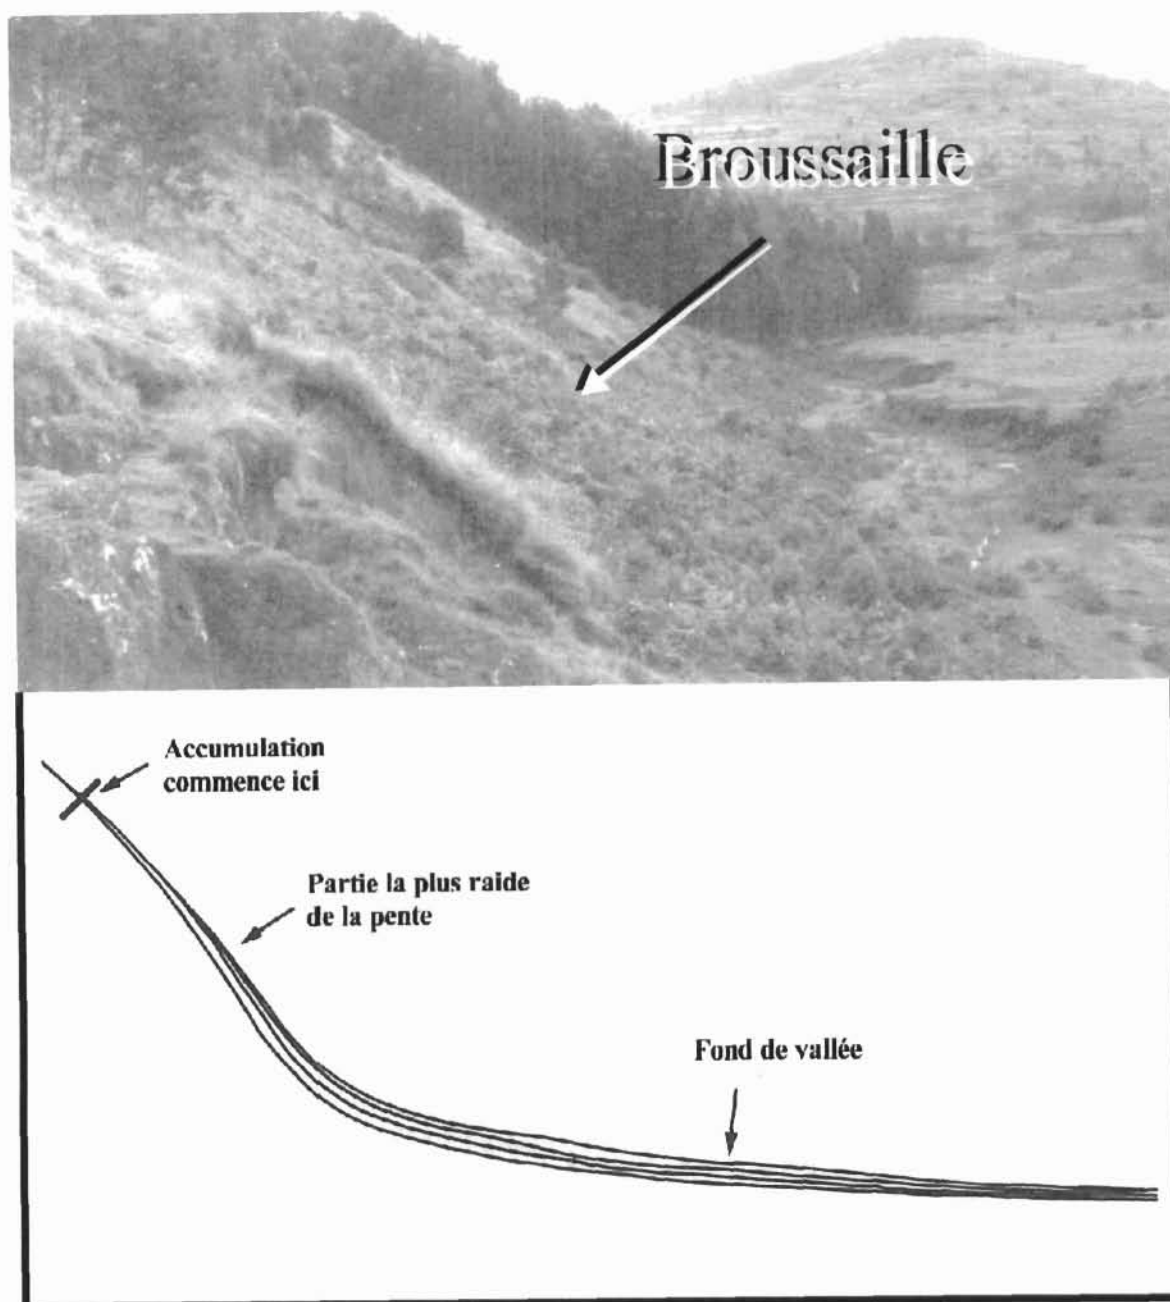 Broussaille
Accumulation
commence ici
Partie la plus raide
de la pente
Fond de vallée